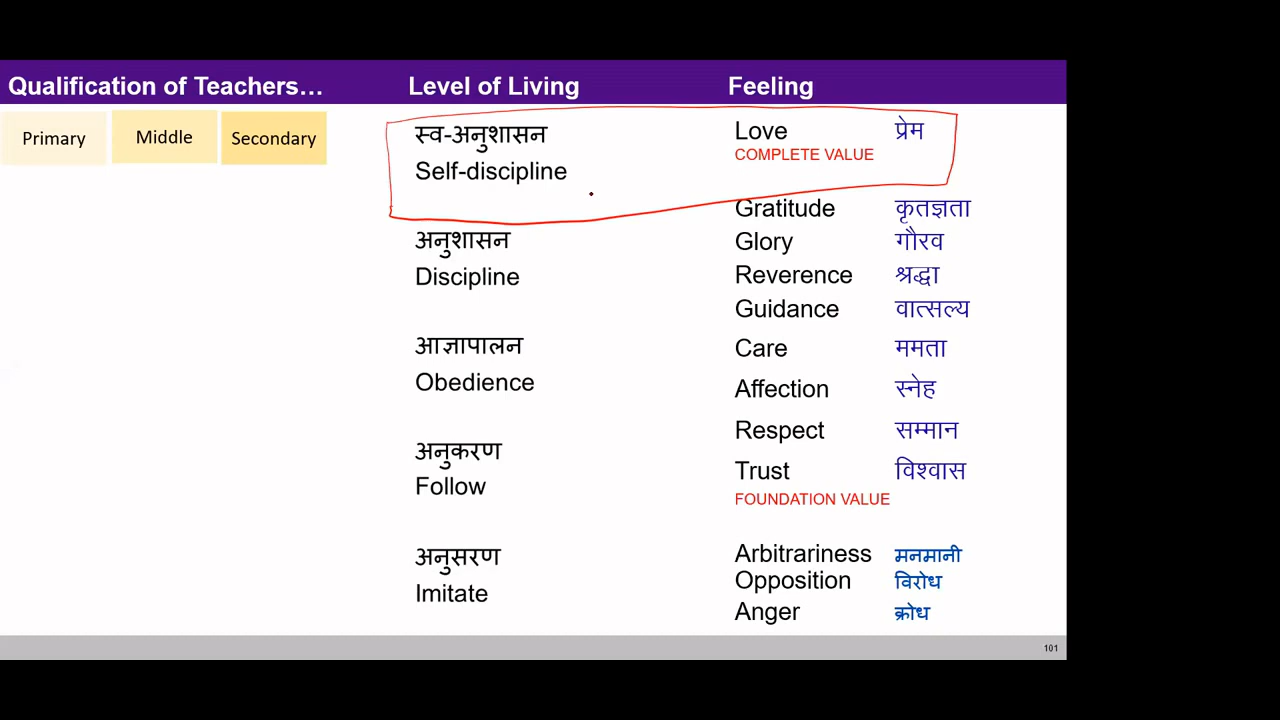 Qualification of Teachers… Level of Living Feeling
Primary Middle Secondary
स्व-अनुशासन Love प्रेम
COMPLETE VALUE
Self-discipline
Gratitude कृतज्ञता
अनुशासन Glory गौरव
Discipline Reverence श्रद्धा
Guidance वात्सल्य
आज्ञापालन Care ममता
Obedience Affection स्नेह
Respect सम्मान
अनुकरण
Follow Trust विश्वास
FOUNDATION VALUE
अनुसरण Arbitrariness मनमानी
Opposition विरोध
Imitate
Anger क्रोध
101